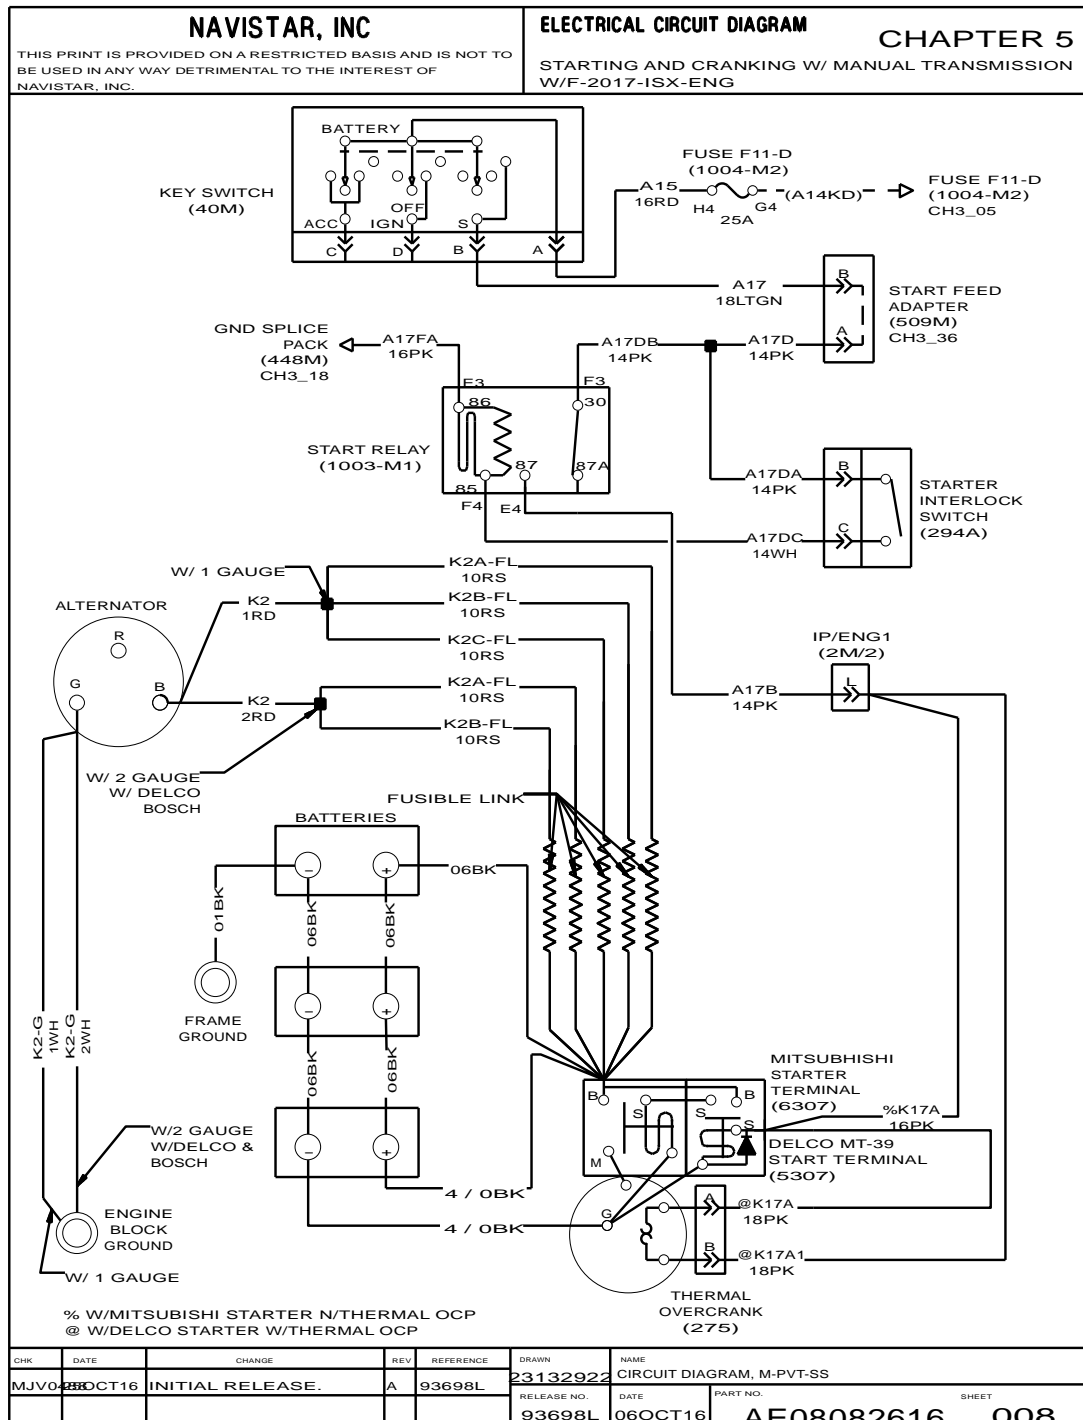 NAVISTAR, INC
THIS PRINT IS PROVIDED ON A RESTRICTED BASIS AND IS NOT TO
BE USED IN ANY WAY DETRIMENTAL TO THE INTEREST OF
NAVISTAR, INC.
ELECTRICAL CIRCUIT DIAGRAM
CHAPTER 5
STARTING AND CRANKING W/ MANUAL TRANSMISSION
W/F-2017-ISX-ENG
BATTERY
KEY SWITCH
(40M)
OFF
ACC
IGN
S
C
D
B
A
FUSE F11-D
(1004-M2)
A15
16RD
H4
G4
25A
(A14KD)
FUSE F11-D
(1004-M2)
CH3_05
A17
18LTGN
B
A
START FEED
ADAPTER
(509M)
CH3_36
GND SPLICE
PACK
(448M)
CH3_18
A17FA
16PK
A17DB
14PK
A17D
14PK
F3
F3
86
30
START RELAY
(1003-M1)
87
87A
85
F4
E4
A17DA
14PK
B
C
STARTER
INTERLOCK
SWITCH
(294A)
A17DC
14WH
W/ 1 GAUGE
K2A-FL
10RS
K2
1RD
K2B-FL
10RS
K2C-FL
10RS
ALTERNATOR
R
G
B
K2
2RD
K2A-FL
10RS
K2B-FL
10RS
IP/ENG1
(2M/2)
L
A17B
14PK
W/ 2 GAUGE
W/ DELCO
BOSCH
FUSIBLE LINK
BATTERIES
-
+
06BK
01BK
06BK
06BK
-
+
FRAME
GROUND
06BK
06BK
-
+
K2-G
1WH
K2-G
2WH
W/2 GAUGE
W/DELCO &
BOSCH
4 / 0BK
4 / 0BK
ENGINE
BLOCK
GROUND
W/ 1 GAUGE
MITSUBHISHI
STARTER
TERMINAL
(6307)
B
S
S
B
S
M
G
%K17A
16PK
DELCO MT-39
START TERMINAL
(5307)
A
@K17A
18PK
B
@K17A1
18PK
THERMAL
OVERCRANK
(275)
% W/MITSUBISHI STARTER N/THERMAL OCP
@ W/DELCO STARTER W/THERMAL OCP
CHK
DATE
CHANGE
REV
REFERENCE
DRAWN
NAME
INITIAL RELEASE.
A
93698L
23132922
CIRCUIT DIAGRAM, M-PVT-SS
RELEASE NO.
DATE
PART NO.
SHEET
93698L
06OCT16
AE08082616
008